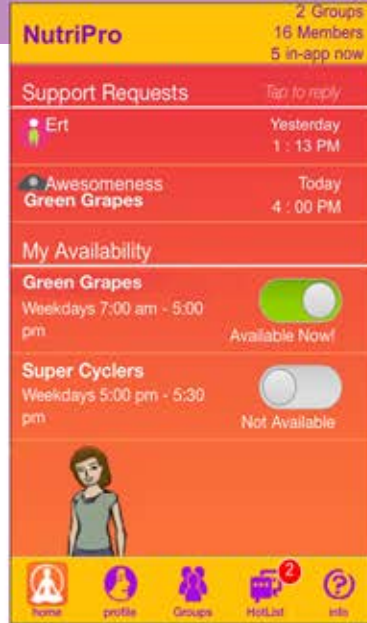 NutriPro
2 Groups
16 Members
5 in-app now
Support Requests
Tap to reply
Ert
Yesterday
1 : 13 PM
Awesomeness
Green Grapes
Today
4 : 00 PM
My Availability
Green Grapes
Weekdays 7:00 am - 5:00
pm
Available Now!
Super Cyclers
Weekdays 5:00 pm - 5:30
pm
Not Available
2
home
profile
Groups
HotList
info